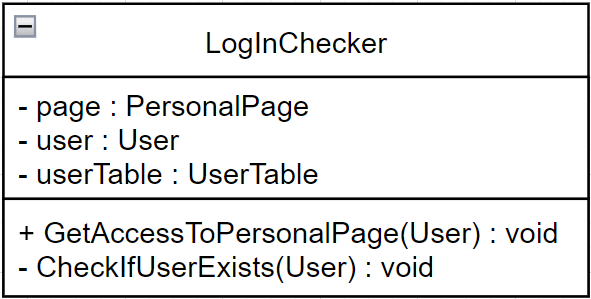 LogInChecker
- page : PersonalPage
- user : User
- userTable : UserTable
+ GetAccessToPersonalPage(User) : void
- CheckIfUserExists(User) : void